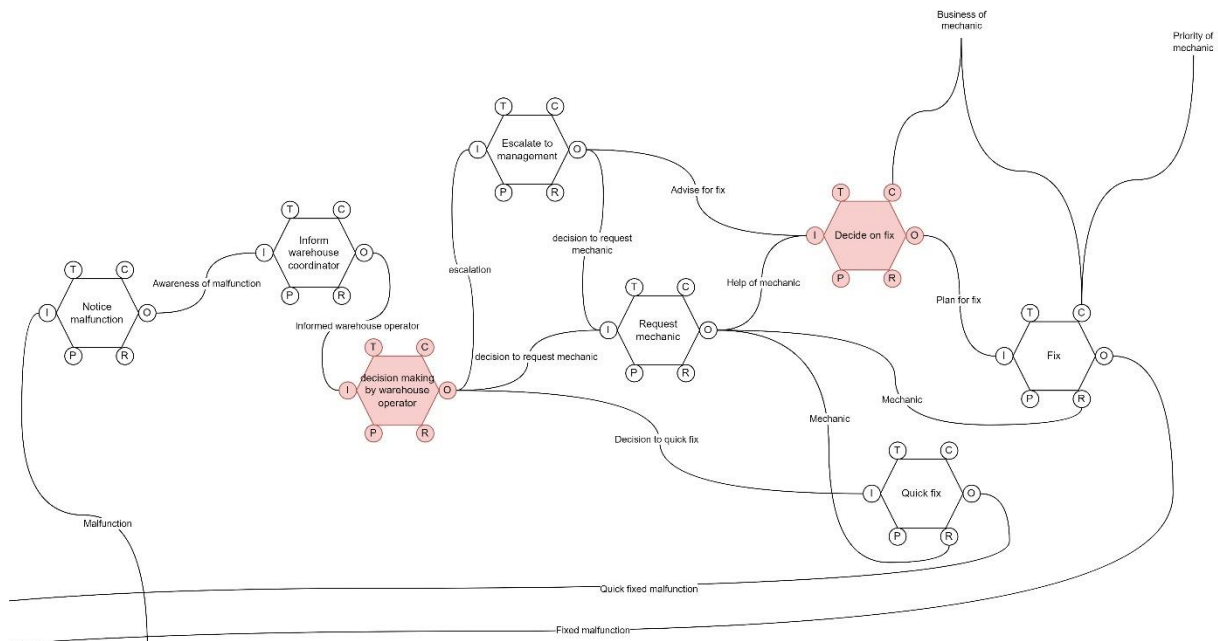 Business of
mechanic
Priority of
mechanic
T
C
Escalate to
management
I
O
P
R
Advise for fix
T
C
Decide on fix
I
O
P
R
T
C
Inform
warehouse
coordinator
I
O
P
R
decision to request
mechanic
escalation
T
C
Notice
malfunction
I
O
P
R
Awareness of malfunction
Help of mechanic
T
C
Request
mechanic
I
O
P
R
Plan for fix
T
C
Fix
I
O
P
R
Informed warehouse operator
T
C
decision making
by warehouse
operator
I
O
P
R
decision to request mechanic
Mechanic
Mechanic
Decision to quick fix
T
C
Quick fix
I
O
P
R
Malfunction
Quick fixed malfunction
Fixed malfunction